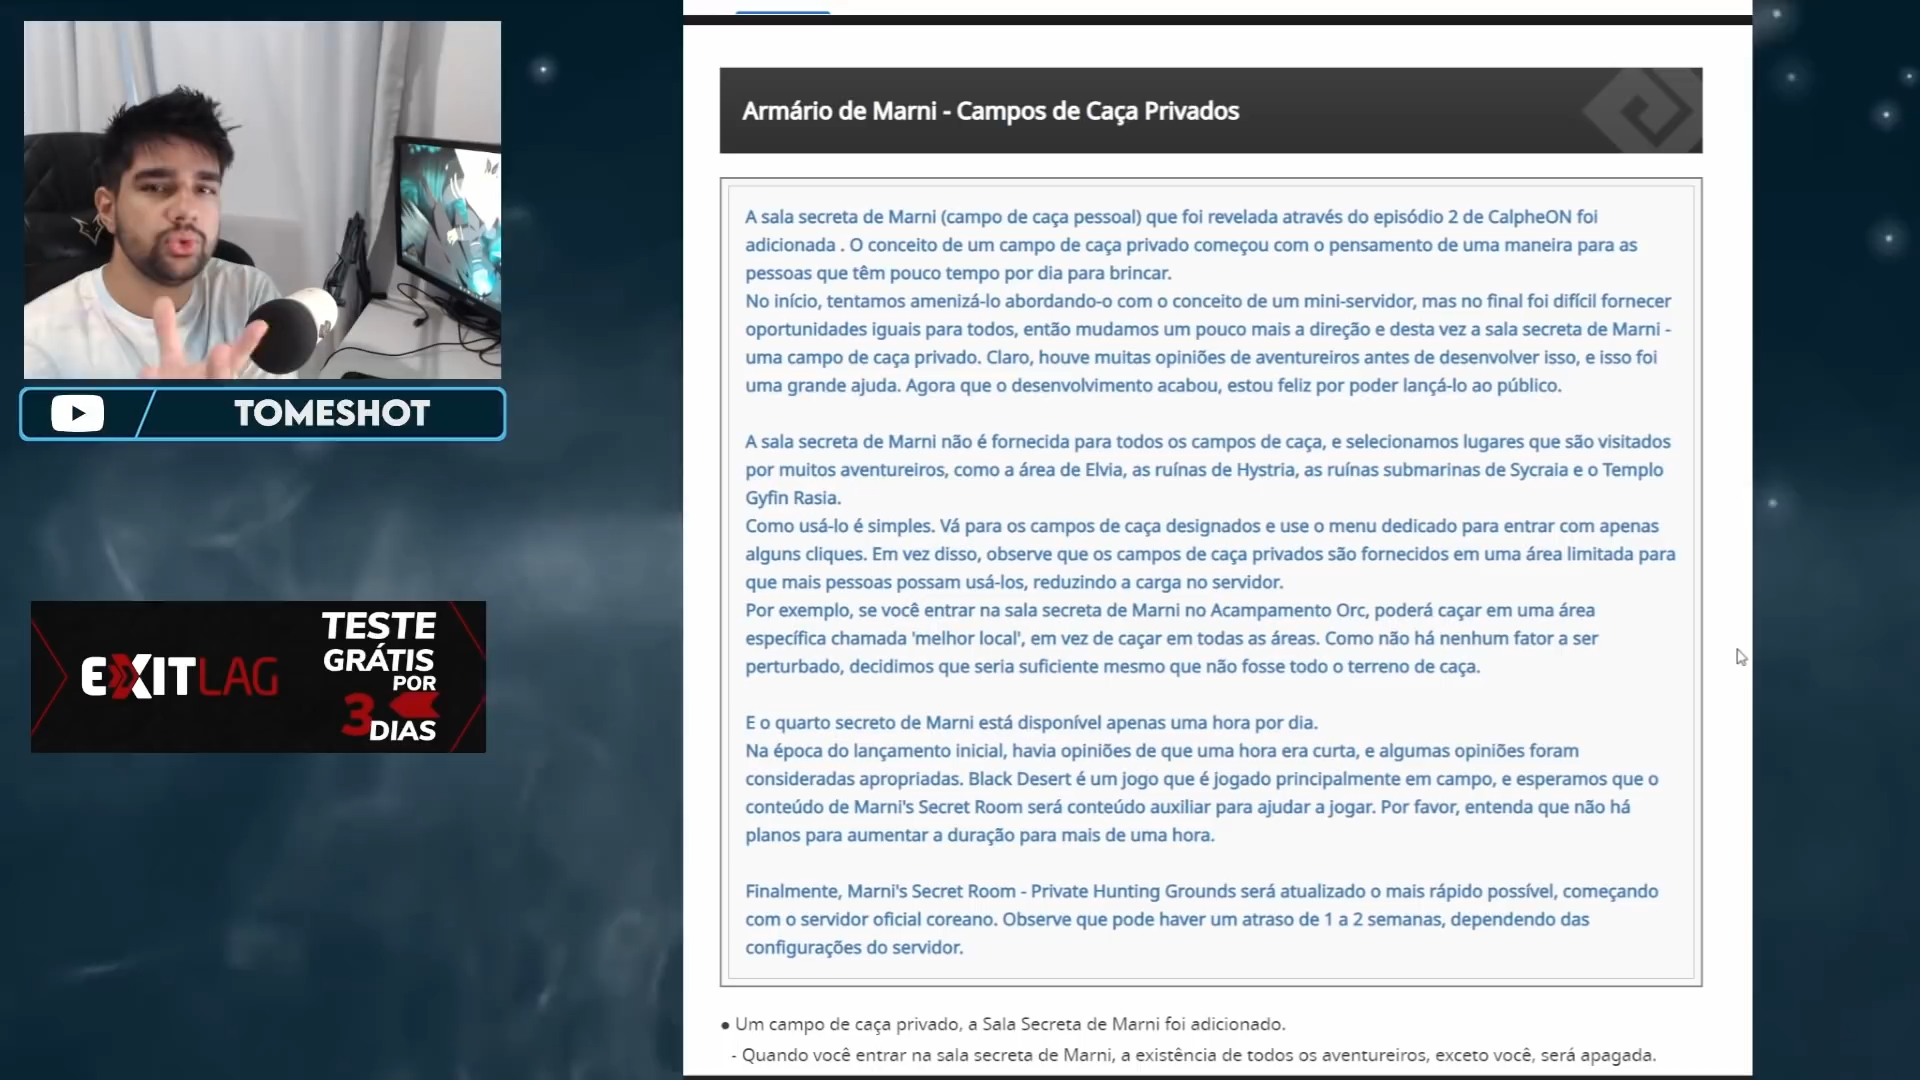 Armário de Marni - Campos de Caça Privados
A sala secreta de Marni (campo de caça pessoal) que foi revelada através do episódio 2 de CalpheON foi
adicionada . O conceito de um campo de caça privado começou com o pensamento de uma maneira para as
pessoas que têm pouco tempo por dia para brincar.
No início, tentamos amenizá-lo abordando-o com o conceito de um mini-servidor, mas no final foi difícil fornecer
oportunidades iguais para todos, então mudamos um pouco mais a direção e desta vez a sala secreta de Marni -
uma campo de caça privado. Claro, houve muitas opiniões de aventureiros antes de desenvolver isso, e isso foi
uma grande ajuda. Agora que o desenvolvimento acabou, estou feliz por poder lançá-lo ao público.
A sala secreta de Marni não é fornecida para todos os campos de caça, e selecionamos lugares que são visitados
por muitos aventureiros, como a área de Elvia, as ruínas de Hystria, as ruínas submarinas de Sycraia e o Templo
Gyfin Rasia.
Como usá-lo é simples. Vá para os campos de caça designados e use o menu dedicado para entrar com apenas
alguns cliques. Em vez disso, observe que os campos de caça privados são fornecidos em uma área limitada para
que mais pessoas possam usá-los, reduzindo a carga no servidor.
Por exemplo, se você entrar na sala secreta de Marni no Acampamento Orc, poderá caçar em uma área
específica chamada 'melhor local', em vez de caçar em todas as áreas. Como não há nenhum fator a ser
perturbado, decidimos que seria suficiente mesmo que não fosse todo o terreno de caça.
E o quarto secreto de Marni está disponível apenas uma hora por dia.
Na época do lançamento inicial, havia opiniões de que uma hora era curta, e algumas opiniões foram
consideradas apropriadas. Black Desert é um jogo que é jogado principalmente em campo, e esperamos que o
conteúdo de Marni's Secret Room será conteúdo auxiliar para ajudar a jogar. Por favor, entenda que não há
planos para aumentar a duração para mais de uma hora.
Finalmente, Marni's Secret Room - Private Hunting Grounds será atualizado o mais rápido possível, começando
com o servidor oficial coreano. Observe que pode haver um atraso de 1 a 2 semanas, dependendo das
configurações do servidor.
● Um campo de caça privado, a Sala Secreta de Marni foi adicionado.
- Quando você entrar na sala secreta de Marni, a existência de todos os aventureiros, exceto você, será apagada.
TOMESHOT
EXITLAG
TESTE
GRÁTIS
POR
3 DIAS